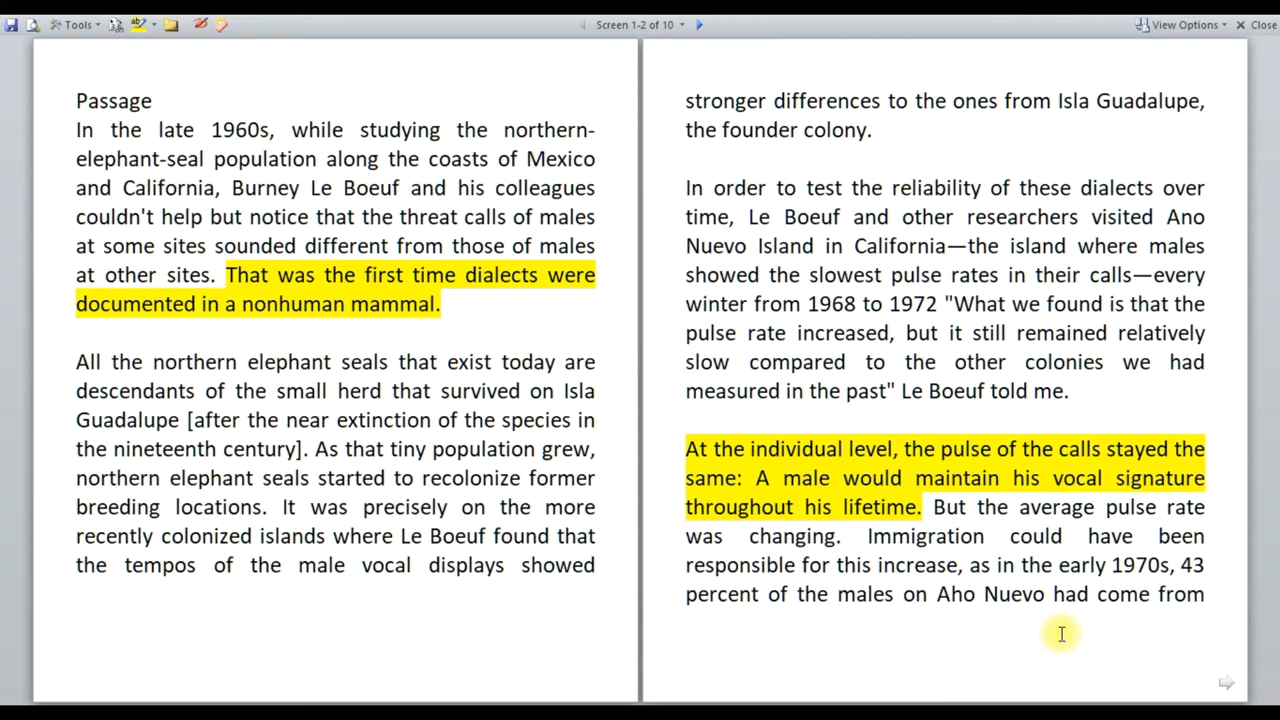 Tools
Screen 1-2 of 10
View Options
Close
Passage
In the late 1960s, while studying the northern-
elephant-seal population along the coasts of Mexico
and California, Burney Le Boeuf and his colleagues
couldn't help but notice that the threat calls of males
at some sites sounded different from those of males
at other sites. That was the first time dialects were
documented in a nonhuman mammal.
All the northern elephant seals that exist today are
descendants of the small herd that survived on Isla
Guadalupe [after the near extinction of the species in
the nineteenth century]. As that tiny population grew,
northern elephant seals started to recolonize former
breeding locations. It was precisely on the more
recently colonized islands where Le Boeuf found that
the tempos of the male vocal displays showed
stronger differences to the ones from Isla Guadalupe,
the founder colony.
In order to test the reliability of these dialects over
time, Le Boeuf and other researchers visited Ano
Nuevo Island in California—the island where males
showed the slowest pulse rates in their calls—every
winter from 1968 to 1972 "What we found is that the
pulse rate increased, but it still remained relatively
slow compared to the other colonies we had
measured in the past" Le Boeuf told me.
At the individual level, the pulse of the calls stayed the
same: A male would maintain his vocal signature
throughout his lifetime. But the average pulse rate
was changing. Immigration could have been
responsible for this increase, as in the early 1970s, 43
percent of the males on Aho Nuevo had come from